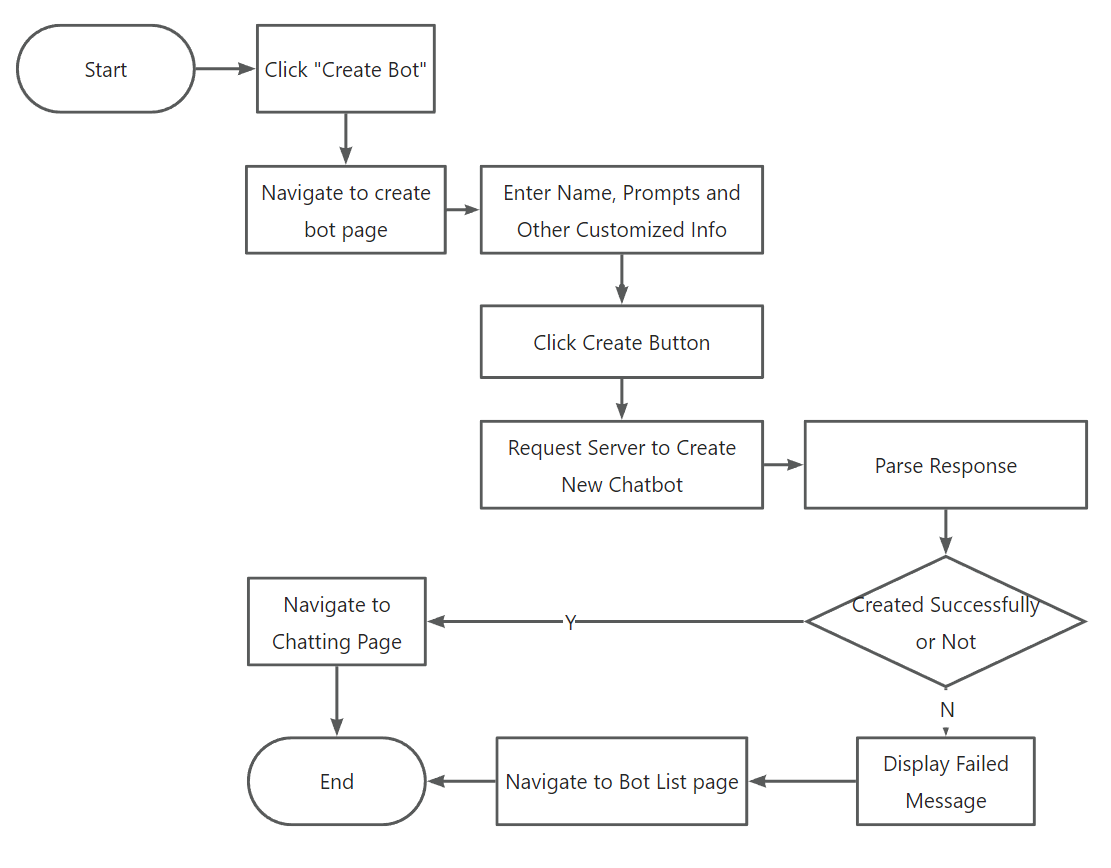 Start
Click "Create Bot"
Navigate to create
bot page
Enter Name, Prompts and
Other Customized Info
Click Create Button
Request Server to Create
New Chatbot
Parse Response
Created Successfully
or Not
Y
Navigate to
Chatting Page
N
Display Failed
Message
Navigate to Bot List page
End